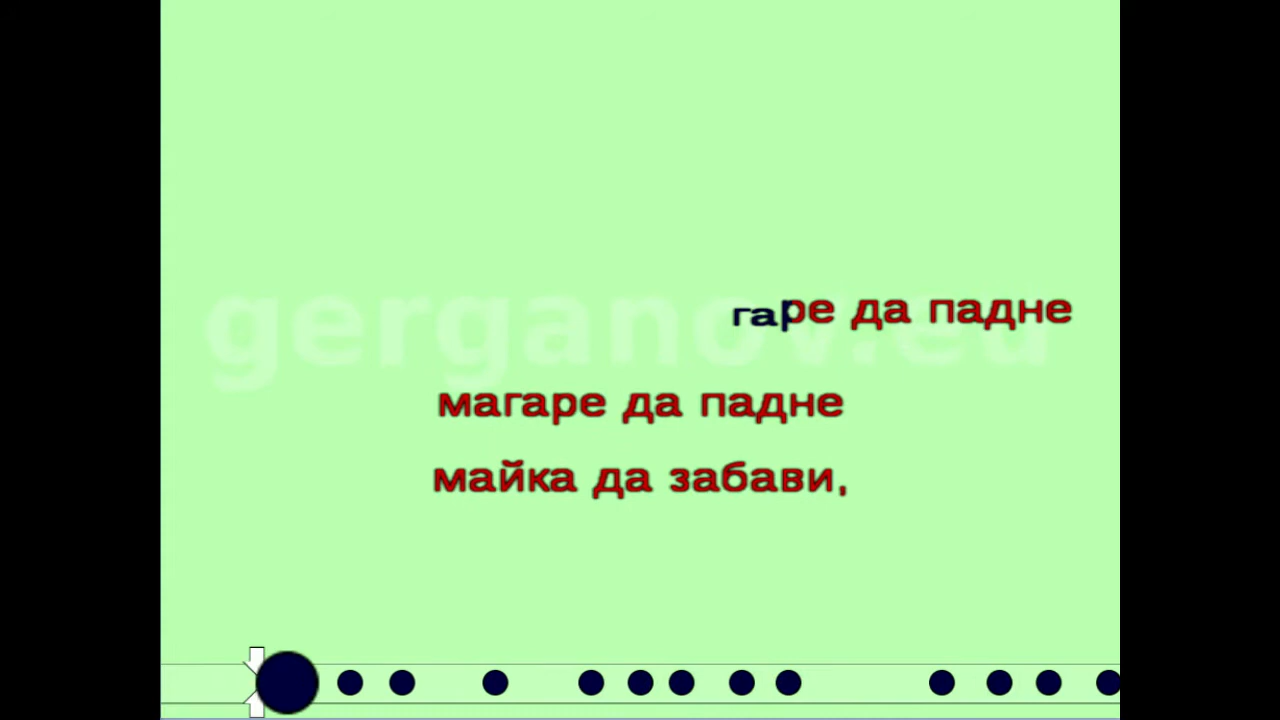 gerganov.eu
гаре да падне
магаре да падне
майка да забави,